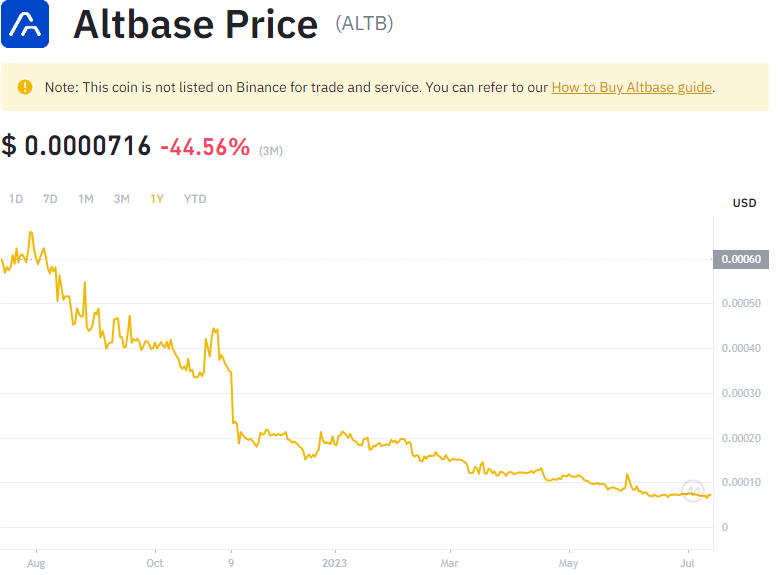 Altbase Price (ALTB)
Note: This coin is not listed on Binance for trade and service. You can refer to our How to Buy Altbase guide.
$ 0.0000716 -44.56% (3M)
1D 7D 1M 3M 1Y YTD
USD
0.00060
0.00050
0.00040
0.00030
0.00020
0.00010
0
Aug Oct 9 2023 Mar May Jul